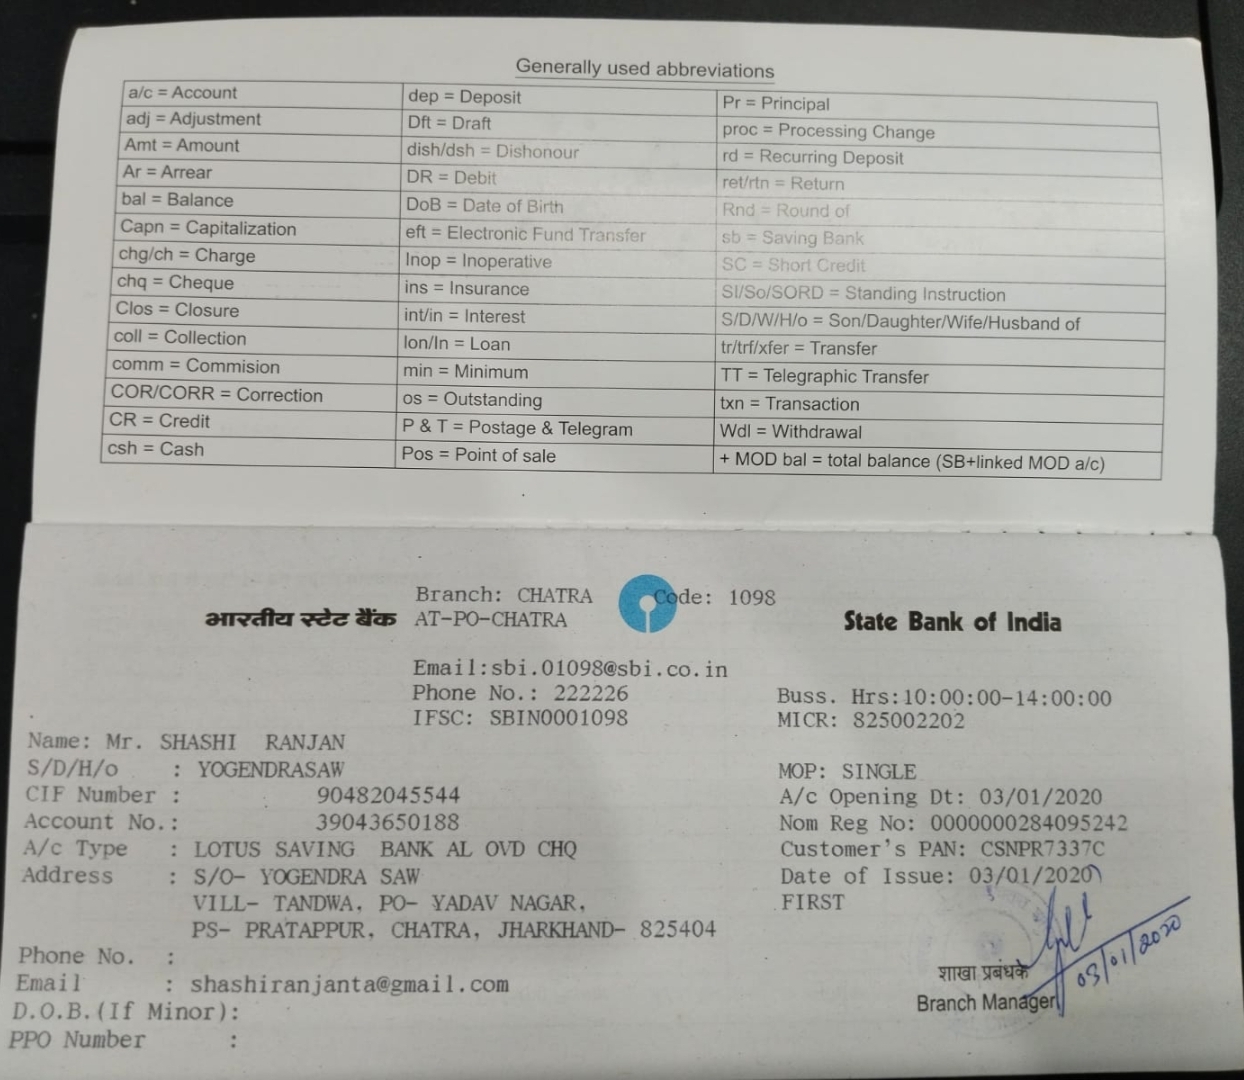 Generally used abbreviations
a/c = Account
dep = Deposit
Pr = Principal
adj = Adjustment
Dft = Draft
proc = Processing Change
Amt = Amount
dish/dsh = Dishonour
rd = Recurring Deposit
Ar = Arrear
DR = Debit
ret/rtn = Return
bal = Balance
DoB = Date of Birth
Rnd = Round of
Capn = Capitalization
eft = Electronic Fund Transfer
sb = Saving Bank
chg/ch = Charge
Inop = Inoperative
SC = Short Credit
chq = Cheque
ins = Insurance
SI/So/SORD = Standing Instruction
Clos = Closure
int/in = Interest
S/D/W/H/o = Son/Daughter/Wife/Husband of
coll = Collection
lon/ln = Loan
tr/trf/xfer = Transfer
comm = Commision
min = Minimum
TT = Telegraphic Transfer
COR/CORR = Correction
os = Outstanding
txn = Transaction
CR = Credit
P & T = Postage & Telegram
Wdl = Withdrawal
csh = Cash
Pos = Point of sale
+ MOD bal = total balance (SB+linked MOD a/c)
Branch: CHATRA Code: 1098
भारतीय स्टेट बैंक AT-PO-CHATRA State Bank of India
Email:sbi.01098@sbi.co.in
Phone No.: 222226 Buss. Hrs:10:00:00-14:00:00
IFSC: SBIN0001098 MICR: 825002202
Name: Mr. SHASHI RANJAN
S/D/H/o : YOGENDRASAW MOP: SINGLE
CIF Number : 90482045544 A/c Opening Dt: 03/01/2020
Account No.: 39043650188 Nom Reg No: 0000000284095242
A/c Type : LOTUS SAVING BANK AL OVD CHQ Customer's PAN: CSNPR7337C
Address : S/O- YOGENDRA SAW Date of Issue: 03/01/2020
VILL- TANDWA, PO- YADAV NAGAR, FIRST
PS- PRATAPPUR, CHATRA, JHARKHAND- 825404
Phone No. :
Email : shashiranjanta@gmail.com
D.O.B.(If Minor):
PPO Number :
शाखा प्रबंधक
Branch Manager
03/01/2020